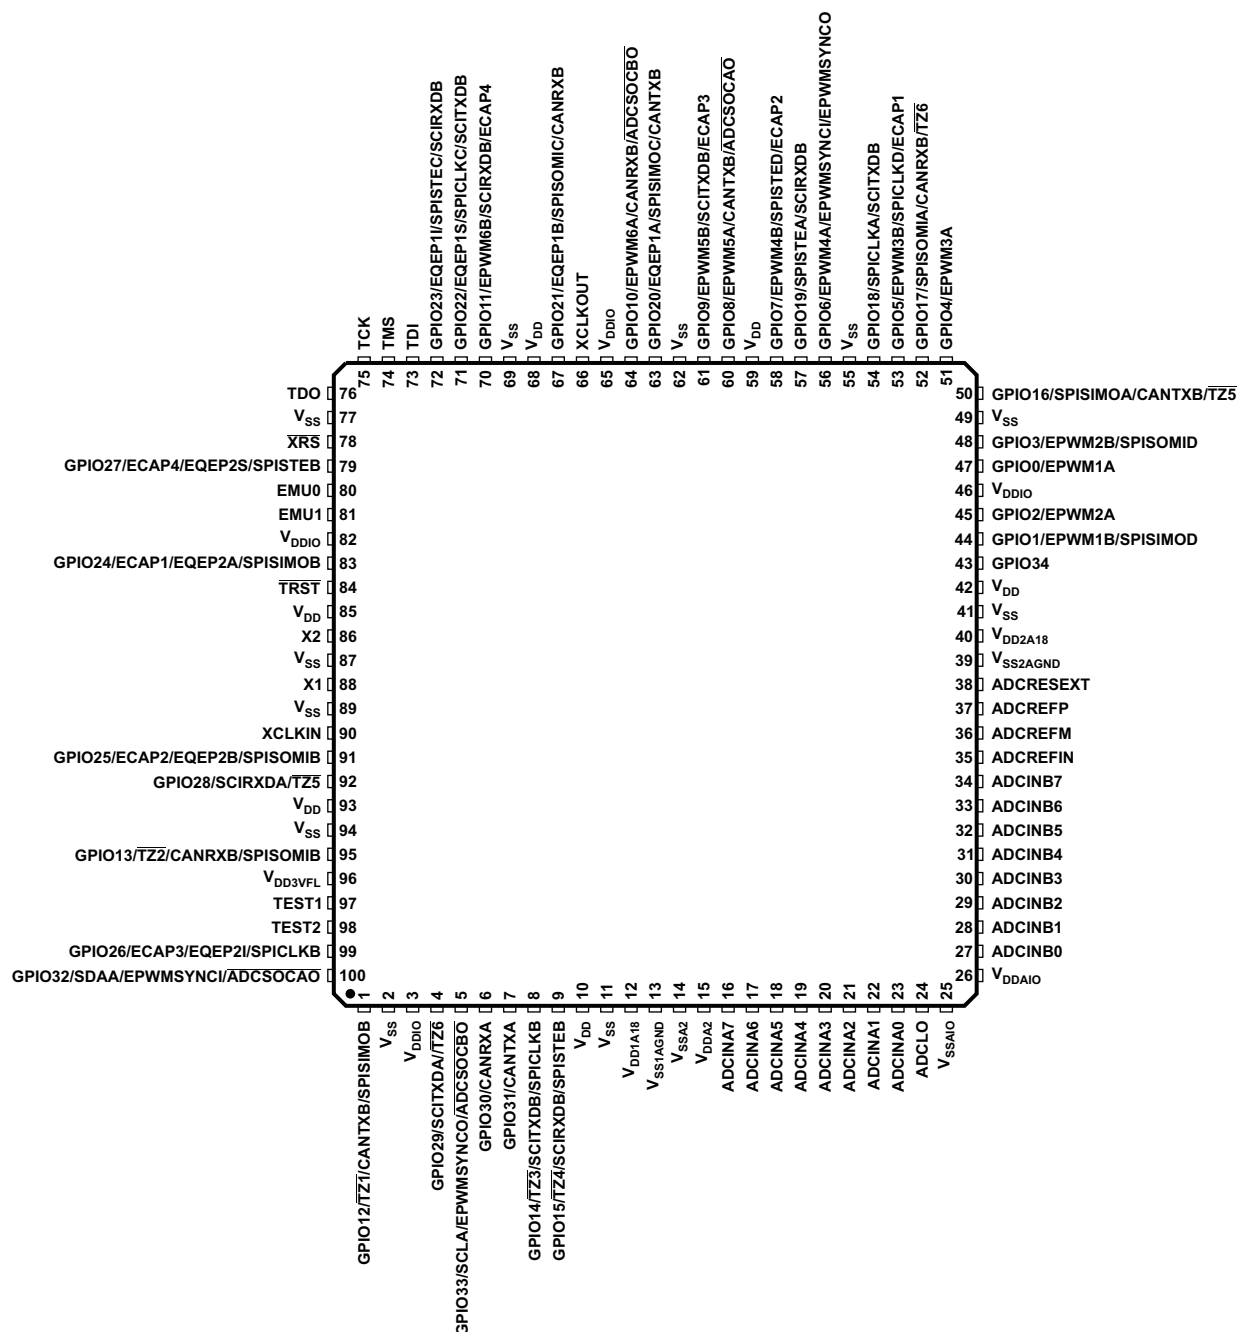 GPIO10/EPWM6A/CANRXB/ADCSOCBO
GPIO6/EPWM4A/EPWMSYNCI/EPWMSYNCO
GPIO23/EQEP1I/SPISTEC/SCIRXDB
GPIO22/EQEP1S/SPICLKC/SCITXDB
GPIO11/EPWM6B/SCIRXDB/ECAP4
GPIO21/EQEP1B/SPISOMIC/CANRXB
GPIO20/EQEP1A/SPISIMOC/CANTXB
GPIO9/EPWM5B/SCITXDB/ECAP3
GPIO8/EPWM5A/CANTXB/ADCSOCAO
GPIO7/EPWM4B/SPISTED/ECAP2
GPIO19/SPISTEA/SCIRXDB
GPIO18/SPICLKA/SCITXDB
GPIO5/EPWM3B/SPICLKD/ECAP1
GPIO17/SPISOMIA/CANRXB/TZ6
GPIO4/EPWM3A
TCK
TMS
TDI
VSS
VDD
XCLKOUT
VDDIO
VSS
VDD
VSS
75 74 73 72 71 70 69 68 67 66 65 64 63 62 61 60 59 58 57 56 55 54 53 52 51
TDO 76
VSS 77
XRS 78
GPIO27/ECAP4/EQEP2S/SPISTEB 79
EMU0 80
EMU1 81
VDDIO 82
GPIO24/ECAP1/EQEP2A/SPISIMOB 83
TRST 84
VDD 85
X2 86
VSS 87
X1 88
VSS 89
XCLKIN 90
GPIO25/ECAP2/EQEP2B/SPISOMIB 91
GPIO28/SCIRXDA/TZ5 92
VDD 93
VSS 94
GPIO13/TZ2/CANRXB/SPISOMIB 95
VDD3VFL 96
TEST1 97
TEST2 98
GPIO26/ECAP3/EQEP2I/SPICLKB 99
GPIO32/SDAA/EPWMSYNCI/ADCSOCAO 100
50 GPIO16/SPISIMOA/CANTXB/TZ5
49 VSS
48 GPIO3/EPWM2B/SPISOMID
47 GPIO0/EPWM1A
46 VDDIO
45 GPIO2/EPWM2A
44 GPIO1/EPWM1B/SPISIMOD
43 GPIO34
42 VDD
41 VSS
40 VDD2A18
39 VSS2AGND
38 ADCRESEXT
37 ADCREFP
36 ADCREFM
35 ADCREFIN
34 ADCINB7
33 ADCINB6
32 ADCINB5
31 ADCINB4
30 ADCINB3
29 ADCINB2
28 ADCINB1
27 ADCINB0
26 VDDAIO
1 2 3 4 5 6 7 8 9 10 11 12 13 14 15 16 17 18 19 20 21 22 23 24 25
GPIO12/TZ1/CANTXB/SPISIMOB
VSS
VDDIO
GPIO29/SCITXDA//TZ6
GPIO33/SCLA/EPWMSYNCO/ADCSOCBO
GPIO30/CANRXA
GPIO31/CANTXA
GPIO14/TZ3/SCITXDB/SPICLKB
GPIO15/TZ4/SCIRXDB/SPISTEB
VDD
VSS
VDD1A18
VSS1AGND
VSSA2
VDDA2
ADCINA7
ADCINA6
ADCINA5
ADCINA4
ADCINA3
ADCINA2
ADCINA1
ADCINA0
ADCLO
VSSAIO